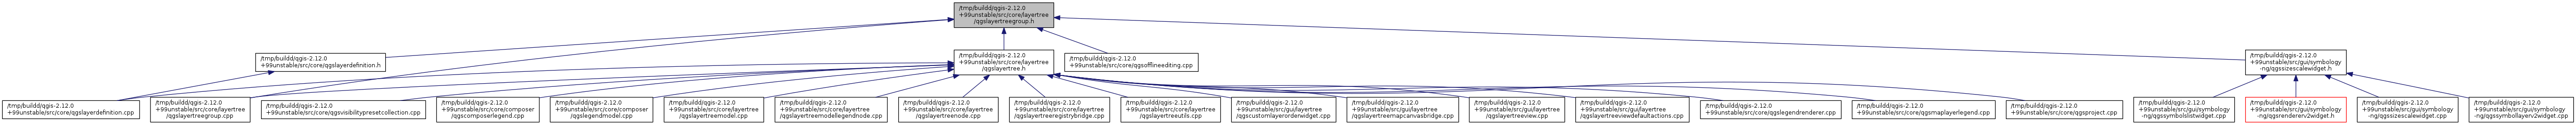 /tmp/buildd/qgis-2.12.0
+99unstable/src/core/layertree
/qgslayertreegroup.h
/tmp/buildd/qgis-2.12.0
+99unstable/src/core/qgslayerdefinition.h
/tmp/buildd/qgis-2.12.0
+99unstable/src/core/layertree
/qgslayertree.h
/tmp/buildd/qgis-2.12.0
+99unstable/src/core/qgsofflineediting.cpp
/tmp/buildd/qgis-2.12.0
+99unstable/src/gui/symbology
-ng/qgssizescalewidget.h
/tmp/buildd/qgis-2.12.0
+99unstable/src/core/qgslayerdefinition.cpp
/tmp/buildd/qgis-2.12.0
+99unstable/src/core/layertree
/qgslayertreegroup.cpp
/tmp/buildd/qgis-2.12.0
+99unstable/src/core/qgsvisibilitypresetcollection.cpp
/tmp/buildd/qgis-2.12.0
+99unstable/src/core/composer
/qgscomposerlegend.cpp
/tmp/buildd/qgis-2.12.0
+99unstable/src/core/composer
/qgslegendmodel.cpp
/tmp/buildd/qgis-2.12.0
+99unstable/src/core/layertree
/qgslayertreemodel.cpp
/tmp/buildd/qgis-2.12.0
+99unstable/src/core/layertree
/qgslayertreemodellegendnode.cpp
/tmp/buildd/qgis-2.12.0
+99unstable/src/core/layertree
/qgslayertreenode.cpp
/tmp/buildd/qgis-2.12.0
+99unstable/src/core/layertree
/qgslayertreeregistrybridge.cpp
/tmp/buildd/qgis-2.12.0
+99unstable/src/core/layertree
/qgslayertreeutils.cpp
/tmp/buildd/qgis-2.12.0
+99unstable/src/gui/layertree
/qgscustomlayerorderwidget.cpp
/tmp/buildd/qgis-2.12.0
+99unstable/src/gui/layertree
/qgslayertreemapcanvasbridge.cpp
/tmp/buildd/qgis-2.12.0
+99unstable/src/gui/layertree
/qgslayertreeview.cpp
/tmp/buildd/qgis-2.12.0
+99unstable/src/gui/layertree
/qgslayertreeviewdefaultactions.cpp
/tmp/buildd/qgis-2.12.0
+99unstable/src/core/qgslegendrenderer.cpp
/tmp/buildd/qgis-2.12.0
+99unstable/src/core/qgsmaplayerlegend.cpp
/tmp/buildd/qgis-2.12.0
+99unstable/src/core/qgsproject.cpp
/tmp/buildd/qgis-2.12.0
+99unstable/src/gui/symbology
-ng/qgssymbolslistwidget.cpp
/tmp/buildd/qgis-2.12.0
+99unstable/src/gui/symbology
-ng/qgsrendererv2widget.h
/tmp/buildd/qgis-2.12.0
+99unstable/src/gui/symbology
-ng/qgssizescalewidget.cpp
/tmp/buildd/qgis-2.12.0
+99unstable/src/gui/symbology
-ng/qgssymbollayerv2widget.cpp